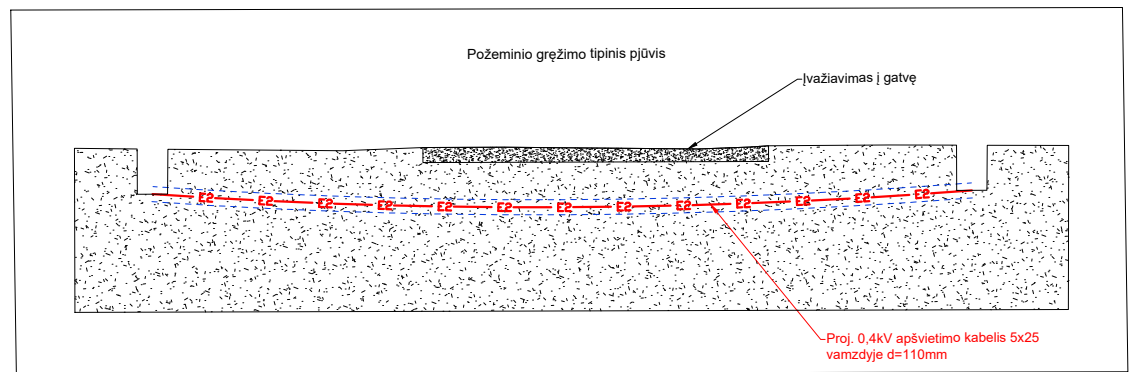 Požeminio gręžimo tipinis pjūvis
Įvažiavimas į gatvę
E2 E2 E2 E2 E2 E2 E2 E2 E2 E2 E2 E2 E2
Proj. 0,4kV apšvietimo kabelis 5x25
vamzdyje d=110mm